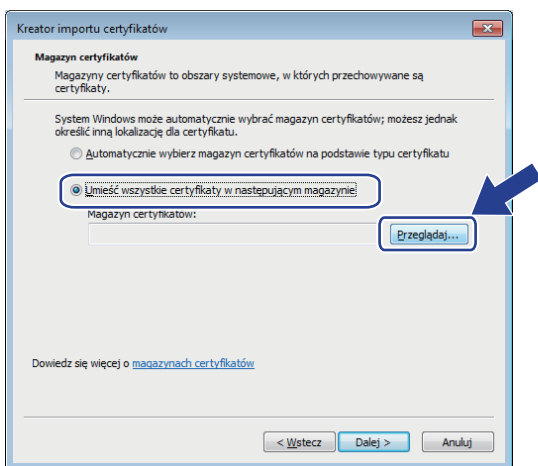 Kreator importu certyfikatów
Magazyn certyfikatów
Magazyny certyfikatów to obszary systemowe, w których przechowywane są
certyfikaty.
System Windows może automatycznie wybrać magazyn certyfikatów; możesz jednak
określić inną lokalizację dla certyfikatu.
Automatycznie wybierz magazyn certyfikatów na podstawie typu certyfikatu
Umieść wszystkie certyfikaty w następującym magazynie
Magazyn certyfikatów:
Przeglądaj...
Dowiedz się więcej o magazynach certyfikatów
< Wstecz Dalej > Anuluj